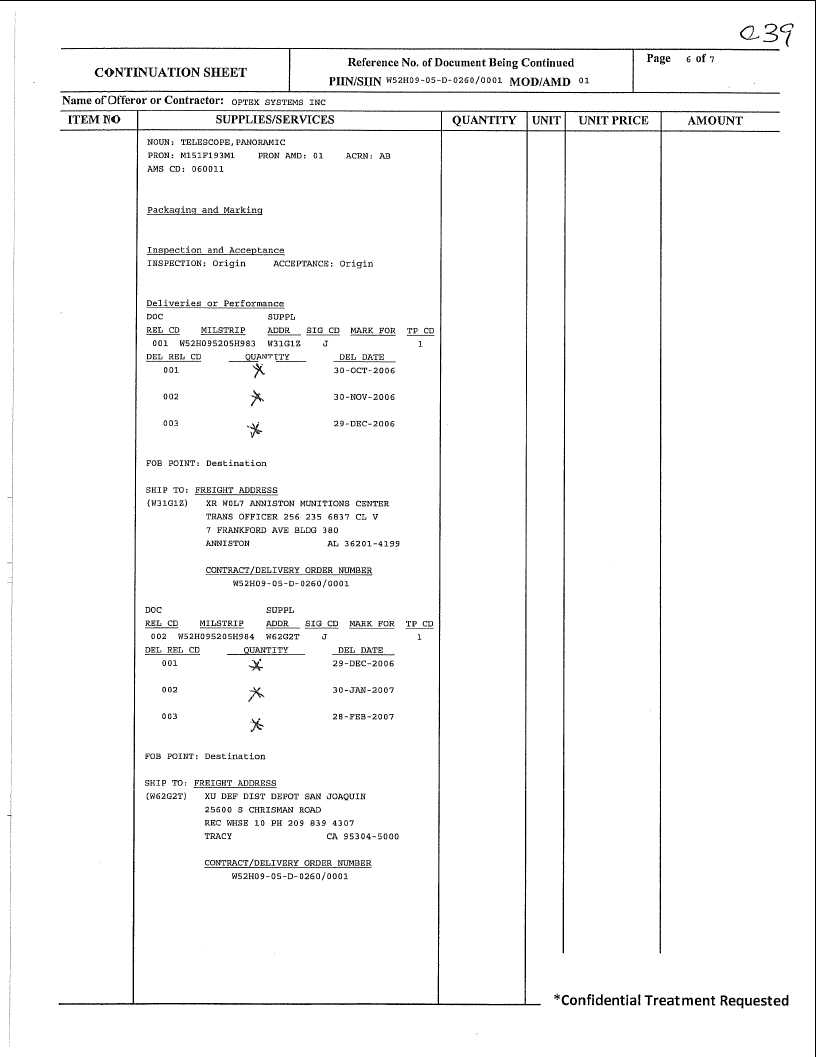 039
CONTINUATION SHEET
Reference No. of Document Being Continued
PIIN/SIIN W52H09-05-D-0260/0001 MOD/AMD 01
Page 6 of 7
Name of Offeror or Contractor: OPTEX SYSTEMS INC
ITEM NO SUPPLIES/SERVICES QUANTITY UNIT UNIT PRICE AMOUNT
NOUN: TELESCOPE,PANORAMIC
PRON: M151F193M1 PRON AMD: 01 ACRN: AB
AMS CD: 060011
Packaging and Marking
Inspection and Acceptance
INSPECTION: Origin ACCEPTANCE: Origin
Deliveries or Performance
DOC SUPPL
REL CD MILSTRIP ADDR SIG CD MARK FOR TP CD
001 W52H095205H983 W31G1Z J 1
DEL REL CD QUANTITY DEL DATE
001 * 30-OCT-2006
002 * 30-NOV-2006
003 * 29-DEC-2006
FOB POINT: Destination
SHIP TO: FREIGHT ADDRESS
(W31G1Z) XR W0L7 ANNISTON MUNITIONS CENTER
TRANS OFFICER 256 235 6837 CL V
7 FRANKFORD AVE BLDG 380
ANNISTON AL 36201-4199
CONTRACT/DELIVERY ORDER NUMBER
W52H09-05-D-0260/0001
DOC SUPPL
REL CD MILSTRIP ADDR SIG CD MARK FOR TP CD
002 W52H095205H984 W62G2T J 1
DEL REL CD QUANTITY DEL DATE
001 * 29-DEC-2006
002 * 30-JAN-2007
003 * 28-FEB-2007
FOB POINT: Destination
SHIP TO: FREIGHT ADDRESS
(W62G2T) XU DEF DIST DEPOT SAN JOAQUIN
25600 S CHRISMAN ROAD
REC WHSE 10 PH 209 839 4307
TRACY CA 95304-5000
CONTRACT/DELIVERY ORDER NUMBER
W52H09-05-D-0260/0001
*Confidential Treatment Requested